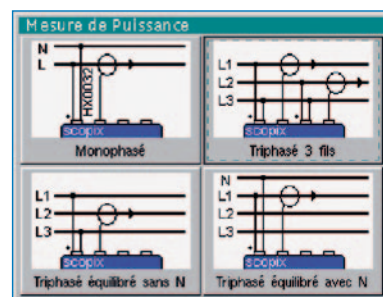 Mesure de Puissance
N
L
HX0032
scopix
Monophasé
L1
L2
L3
scopix
Triphasé 3 fils
L1
L2
L3
scopix
Triphasé équilibré sans N
N
L1
L2
L3
scopix
Triphasé équilibré avec N